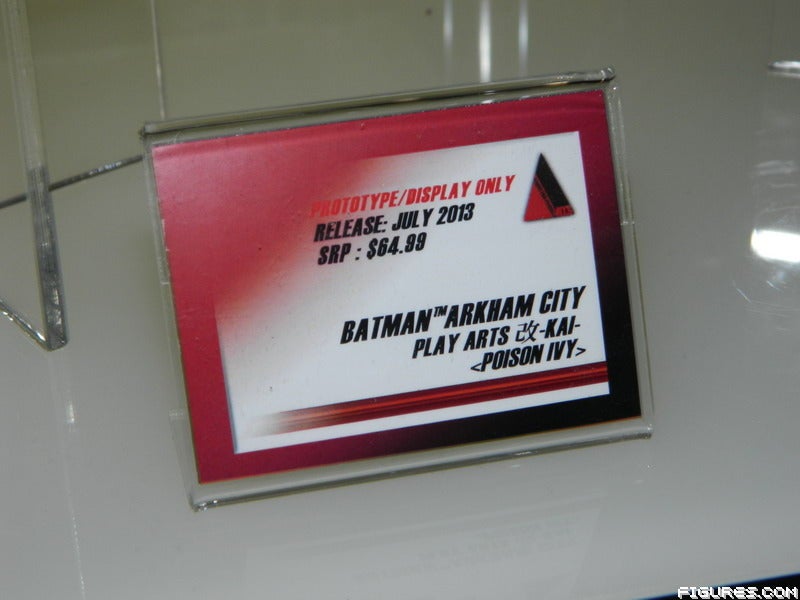 PROTOTYPE/DISPLAY ONLY
RELEASE: JULY 2013
SRP : $64.99
BATMAN™ARKHAM CITY
PLAY ARTS 改-KAI-
<POISON IVY>
FIGURES.COM